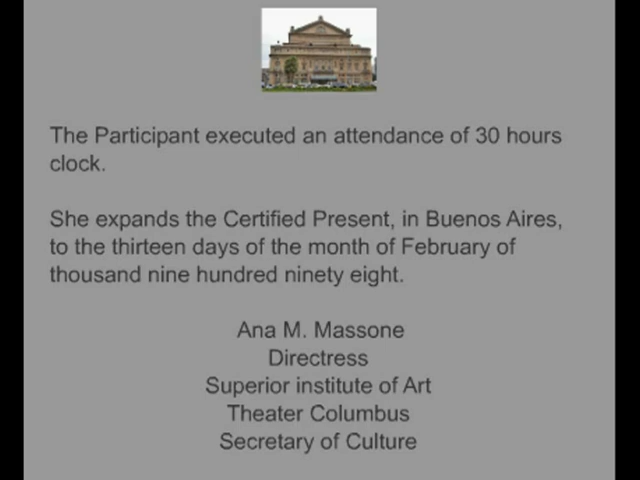 The Participant executed an attendance of 30 hours
clock.
She expands the Certified Present, in Buenos Aires,
to the thirteen days of the month of February of
thousand nine hundred ninety eight.
Ana M. Massone
Directress
Superior institute of Art
Theater Columbus
Secretary of Culture